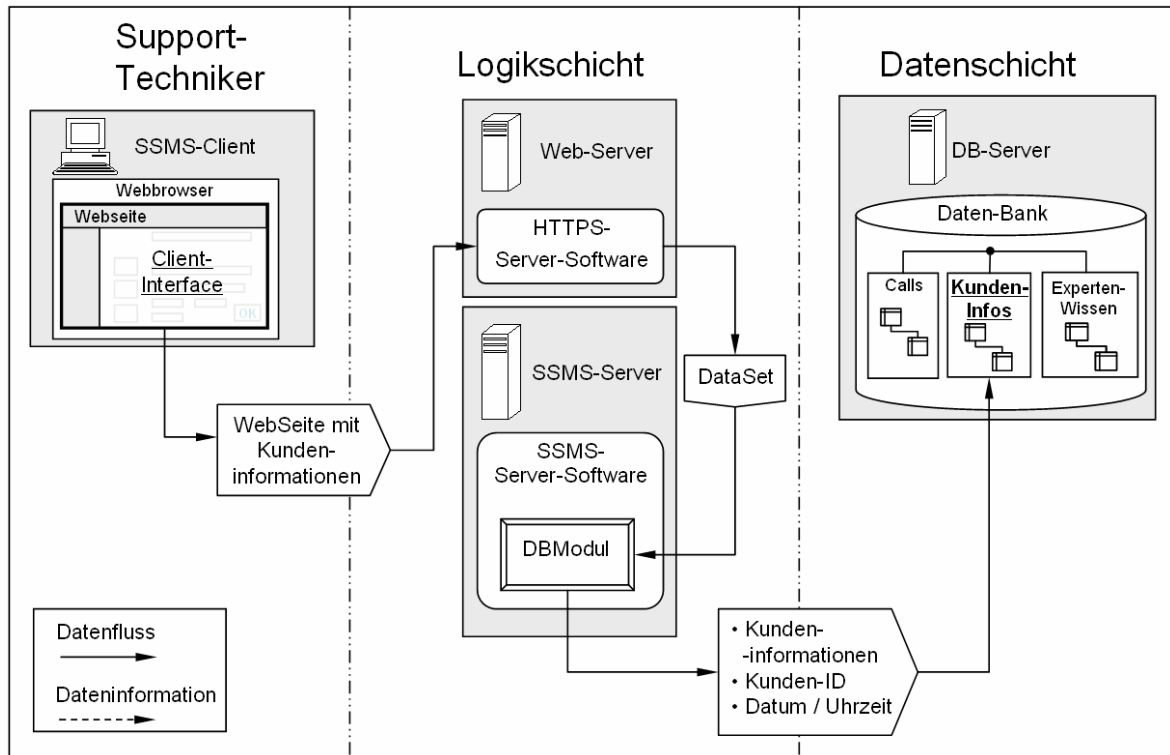 Support-
Techniker
SSMS-Client
Webbrowser
Webseite
Client-
Interface
OK
WebSeite mit
Kunden-
informationen
Datenfluss
Dateninformation
Logikschicht
Web-Server
HTTPS-
Server-Software
SSMS-Server
SSMS-
Server-Software
DBModul
DataSet
• Kunden-
-informationen
• Kunden-ID
• Datum / Uhrzeit
Datenschicht
DB-Server
Daten-Bank
Calls
Kunden-
Infos
Experten-
Wissen